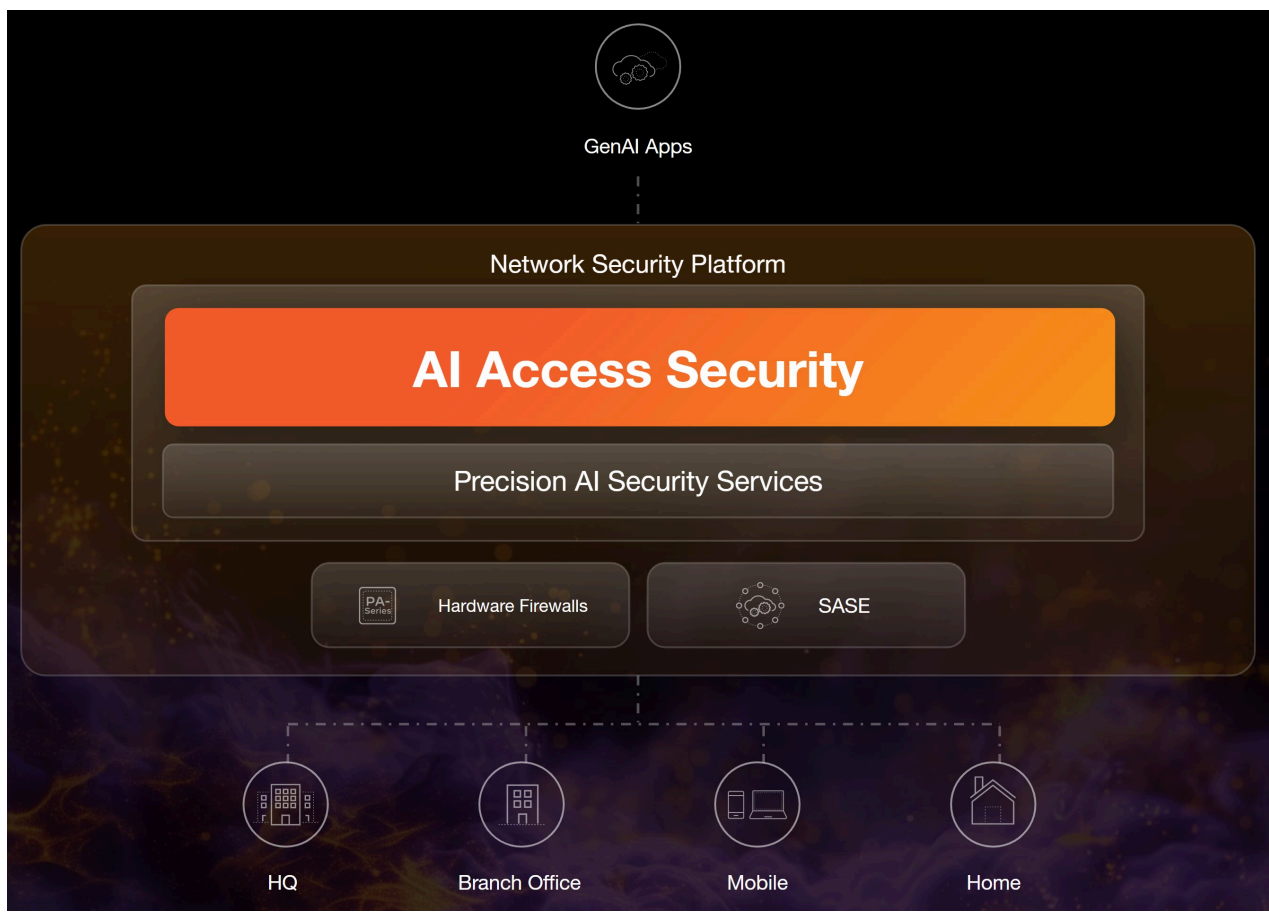 GenAI Apps
Network Security Platform
AI Access Security
Precision AI Security Services
PA-
Series
Hardware Firewalls
SASE
HQ
Branch Office
Mobile
Home